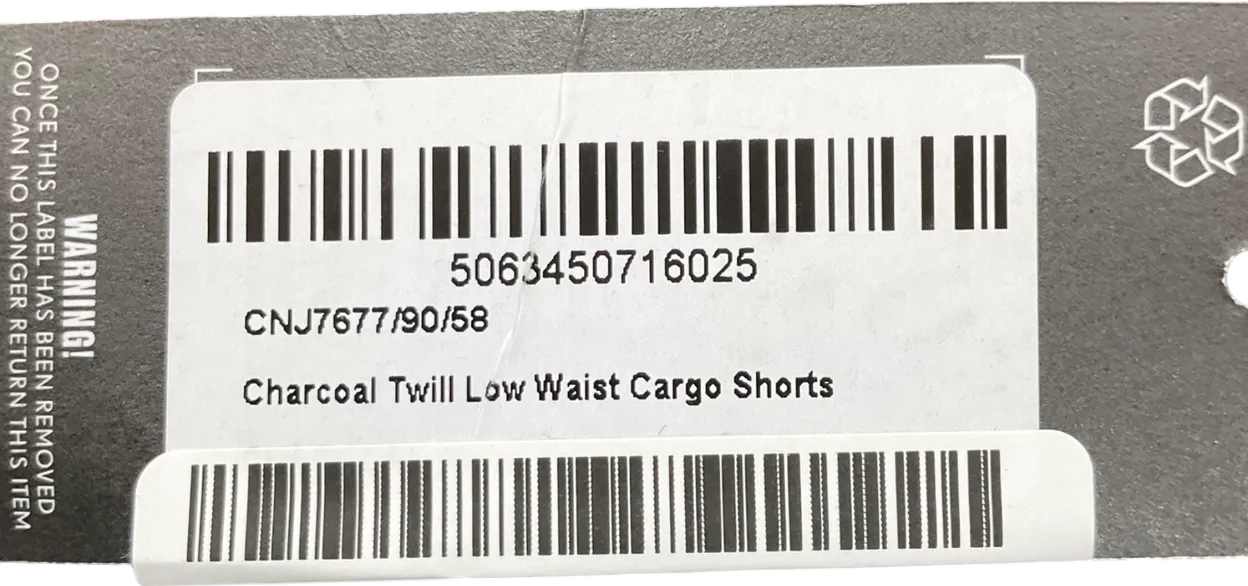 WARNING!
ONCE THIS LABEL HAS BEEN REMOVED
YOU CAN NO LONGER RETURN THIS ITEM
5063450716025
CNJ7677/90/58
Charcoal Twill Low Waist Cargo Shorts